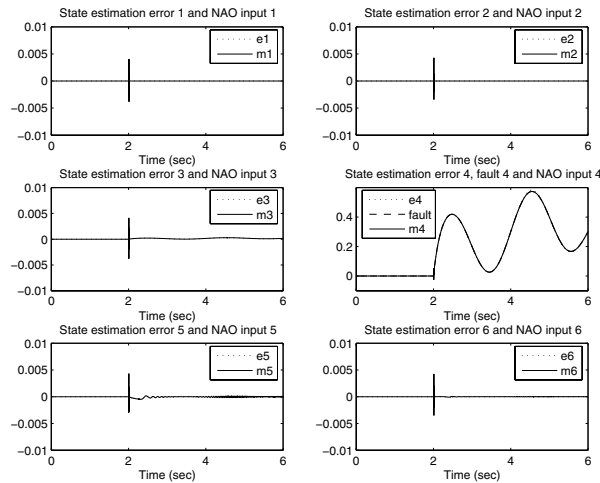 State estimation error 1 and NAO input 1
0.01
0.005
0
−0.005
−0.01
e1
m1
0 2 4 6
Time (sec)
State estimation error 2 and NAO input 2
0.01
0.005
0
−0.005
−0.01
e2
m2
0 2 4 6
Time (sec)
State estimation error 3 and NAO input 3
0.01
0.005
0
−0.005
−0.01
e3
m3
0 2 4 6
Time (sec)
State estimation error 4, fault 4 and NAO input 4
0.4
0.2
0
e4
fault
m4
0 2 4 6
Time (sec)
State estimation error 5 and NAO input 5
0.01
0.005
0
−0.005
−0.01
e5
m5
0 2 4 6
Time (sec)
State estimation error 6 and NAO input 6
0.01
0.005
0
−0.005
−0.01
e6
m6
0 2 4 6
Time (sec)